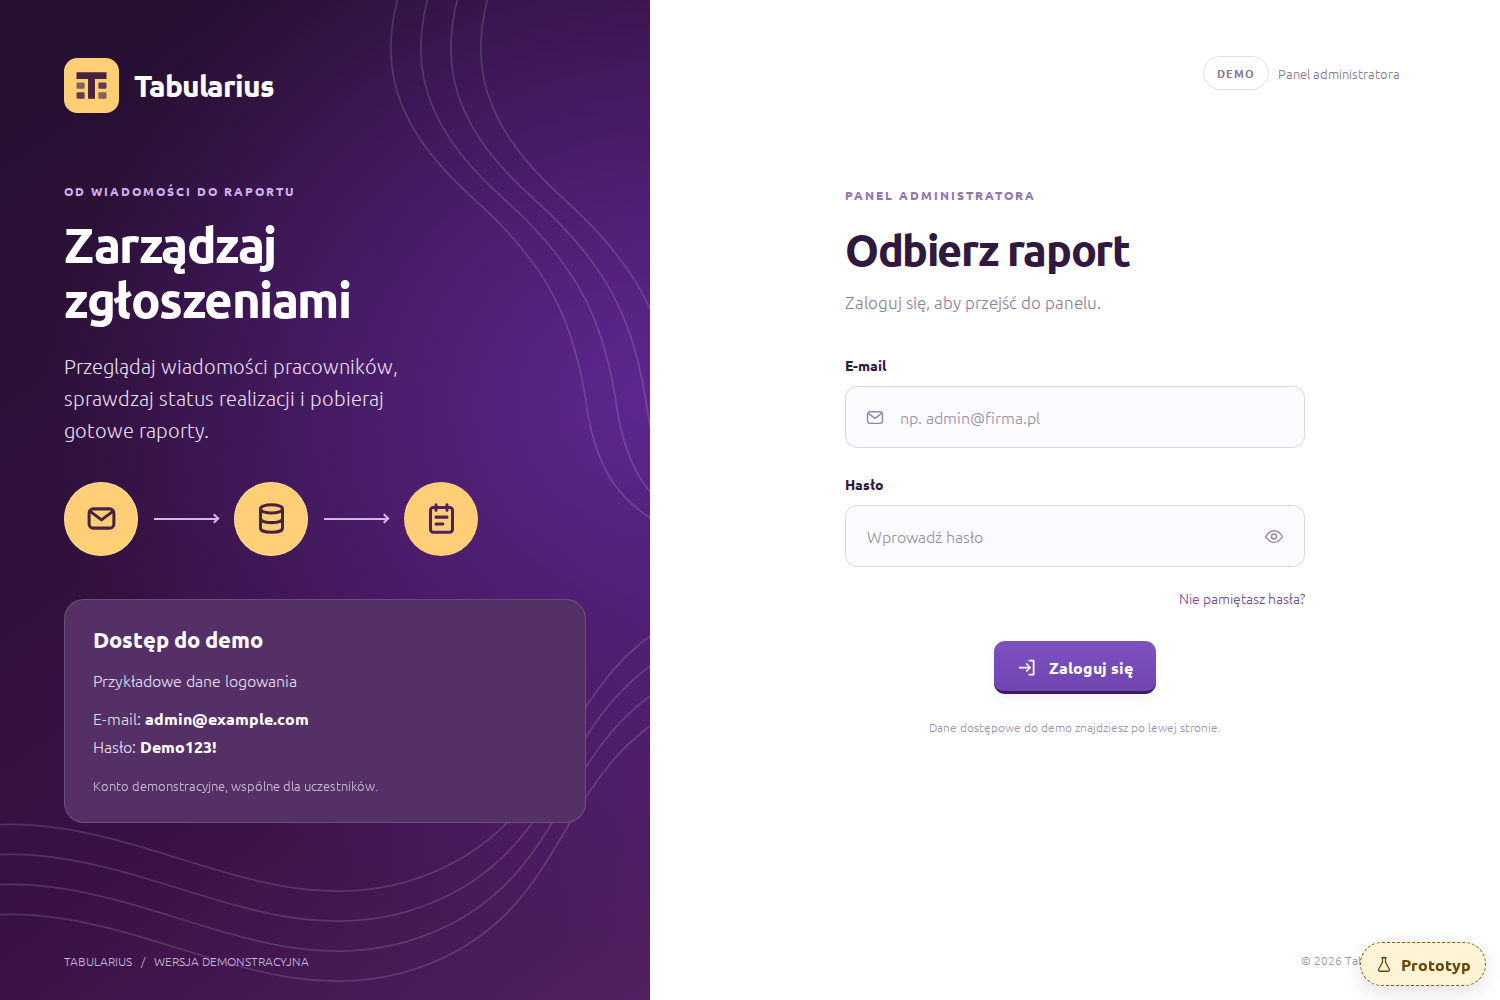 Tabularius
OD WIADOMOŚCI DO RAPORTU
Zarządzaj
zgłoszeniami
Przeglądaj wiadomości pracowników,
sprawdzaj status realizacji i pobieraj
gotowe raporty.
Dostęp do demo
Przykładowe dane logowania
E-mail: admin@example.com
Hasło: Demo123!
Konto demonstracyjne, wspólne dla uczestników.
TABULARIUS / WERSJA DEMONSTRACYJNA
DEMO Panel administratora
PANEL ADMINISTRATORA
Odbierz raport
Zaloguj się, aby przejść do panelu.
E-mail
np. admin@firma.pl
Hasło
Wprowadź hasło
Nie pamiętasz hasła?
Zaloguj się
Dane dostępowe do demo znajdziesz po lewej stronie.
© 2026
Prototyp